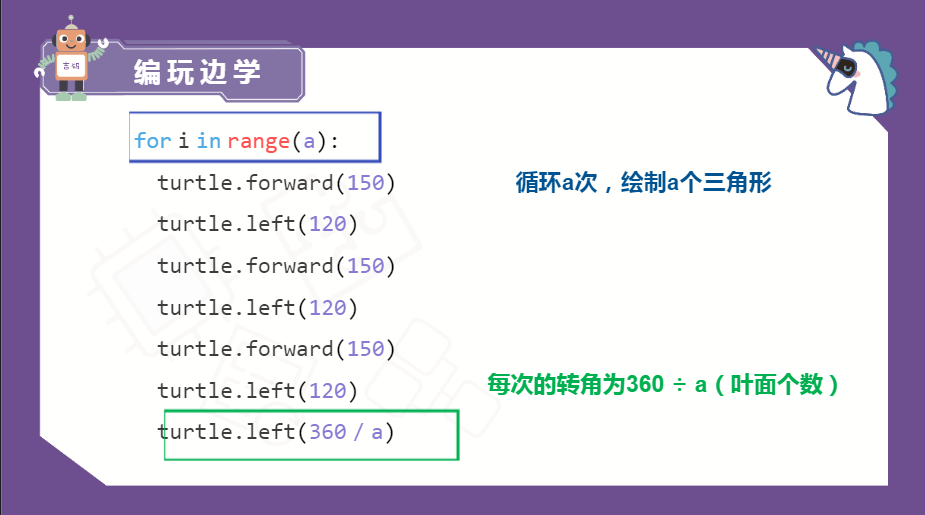 编玩边学
for i in range(a):
循环a次，绘制a个三角形
turtle.forward(150)
turtle.left(120)
turtle.forward(150)
turtle.left(120)
turtle.forward(150)
每次的转角为360 ÷ a（叶面个数）
turtle.left(120)
turtle.left(360 / a)